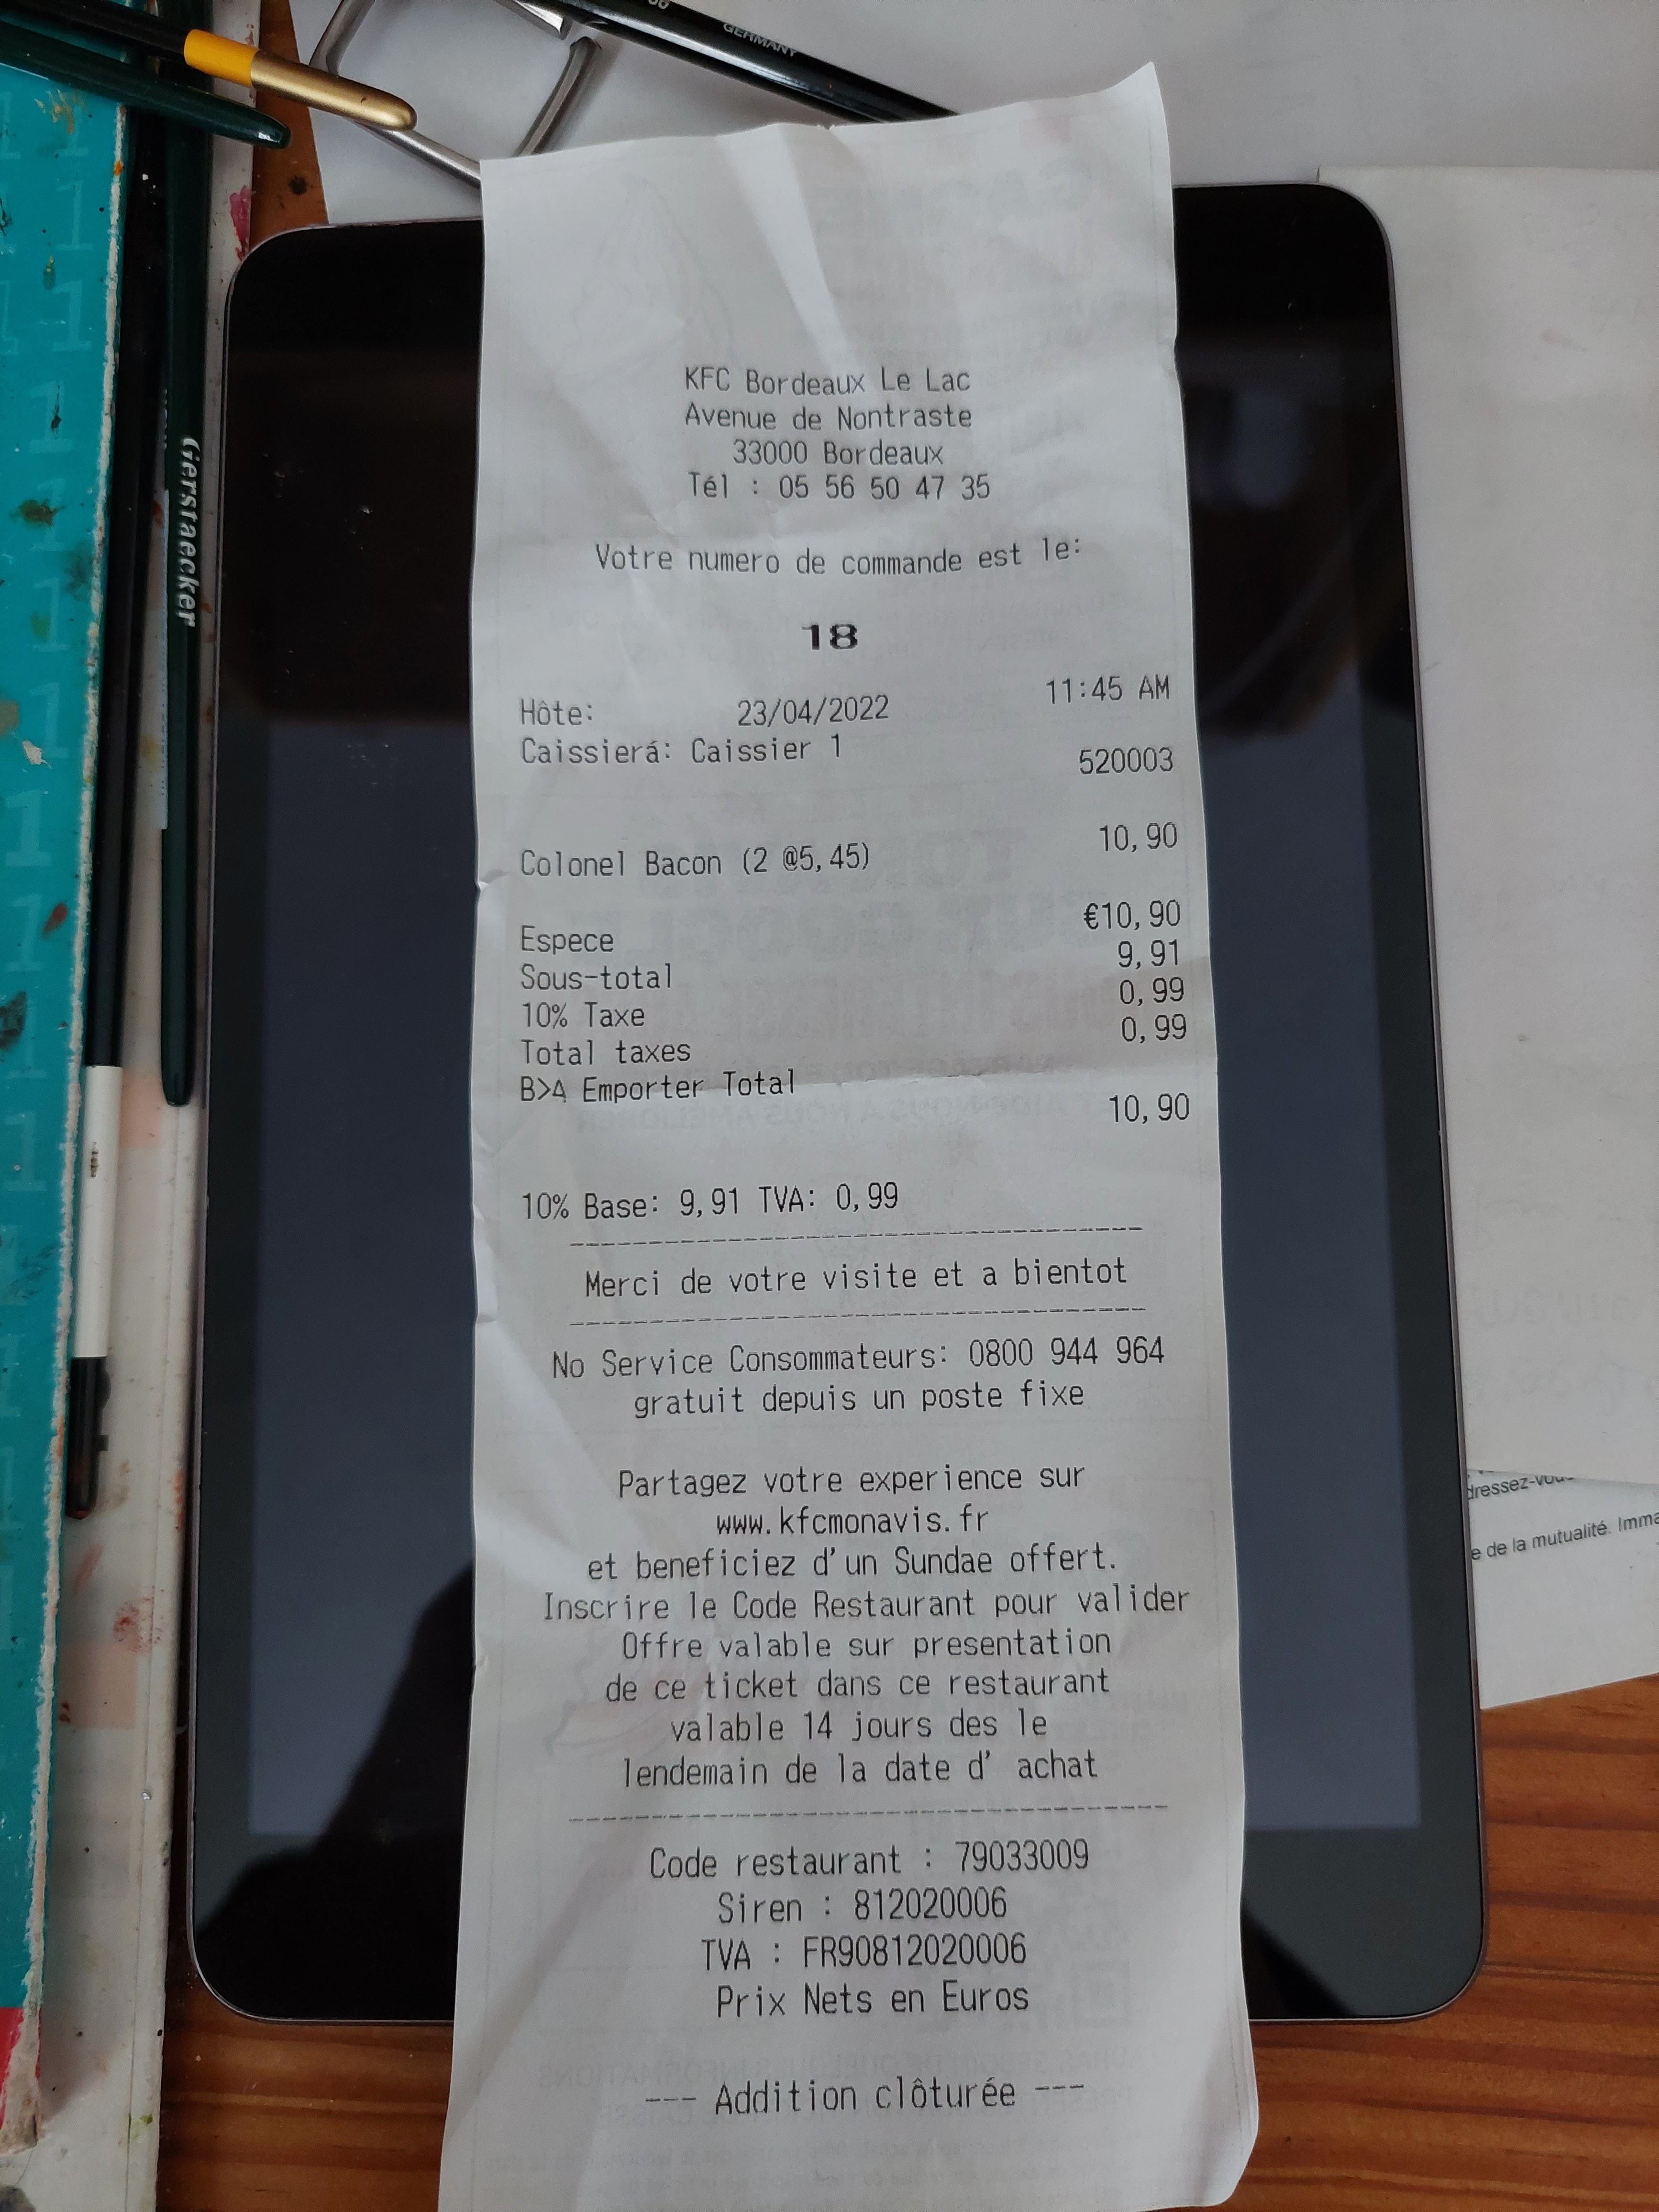 GERMANY
Gerstaecker
KFC Bordeaux Le Lac
Avenue de Nontraste
33000 Bordeaux
Tél : 05 56 50 47 35
Votre numero de commande est le:
18
Hôte: 23/04/2022 11:45 AM
Caissierá: Caissier 1 520003
Colonel Bacon (2 @5,45) 10,90
Espece €10,90
Sous-total 9,91
10% Taxe 0,99
Total taxes 0,99
B>4 Emporter Total 10,90
10% Base: 9,91 TVA: 0,99
Merci de votre visite et a bientot
No Service Consommateurs: 0800 944 964
gratuit depuis un poste fixe
Partagez votre experience sur
www.kfcmonavis.fr
et beneficiez d'un Sundae offert.
Inscrire le Code Restaurant pour valider
Offre valable sur presentation
de ce ticket dans ce restaurant
valable 14 jours des le
lendemain de la date d' achat
Code restaurant : 79033009
Siren : 812020006
TVA : FR90812020006
Prix Nets en Euros
--- Addition clôturée ---
e de la mutualité. Imma